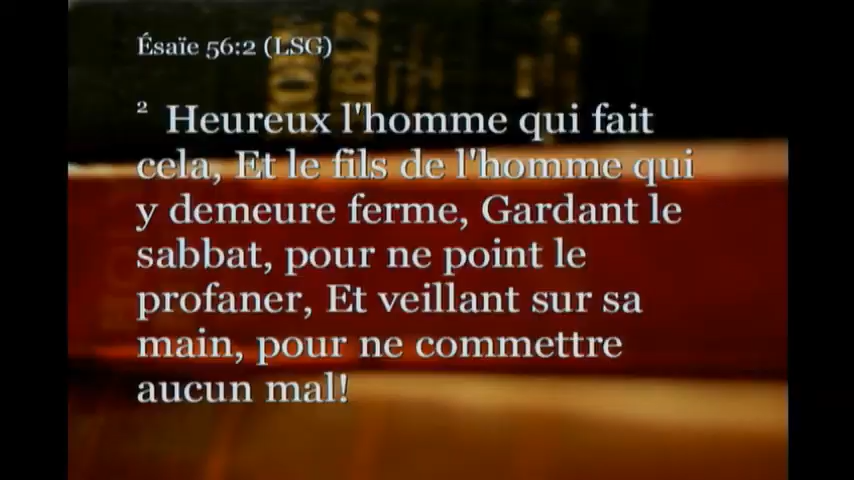 Ésaïe 56:2 (LSG)
2 Heureux l'homme qui fait
cela, Et le fils de l'homme qui
y demeure ferme, Gardant le
sabbat, pour ne point le
profaner, Et veillant sur sa
main, pour ne commettre
aucun mal!